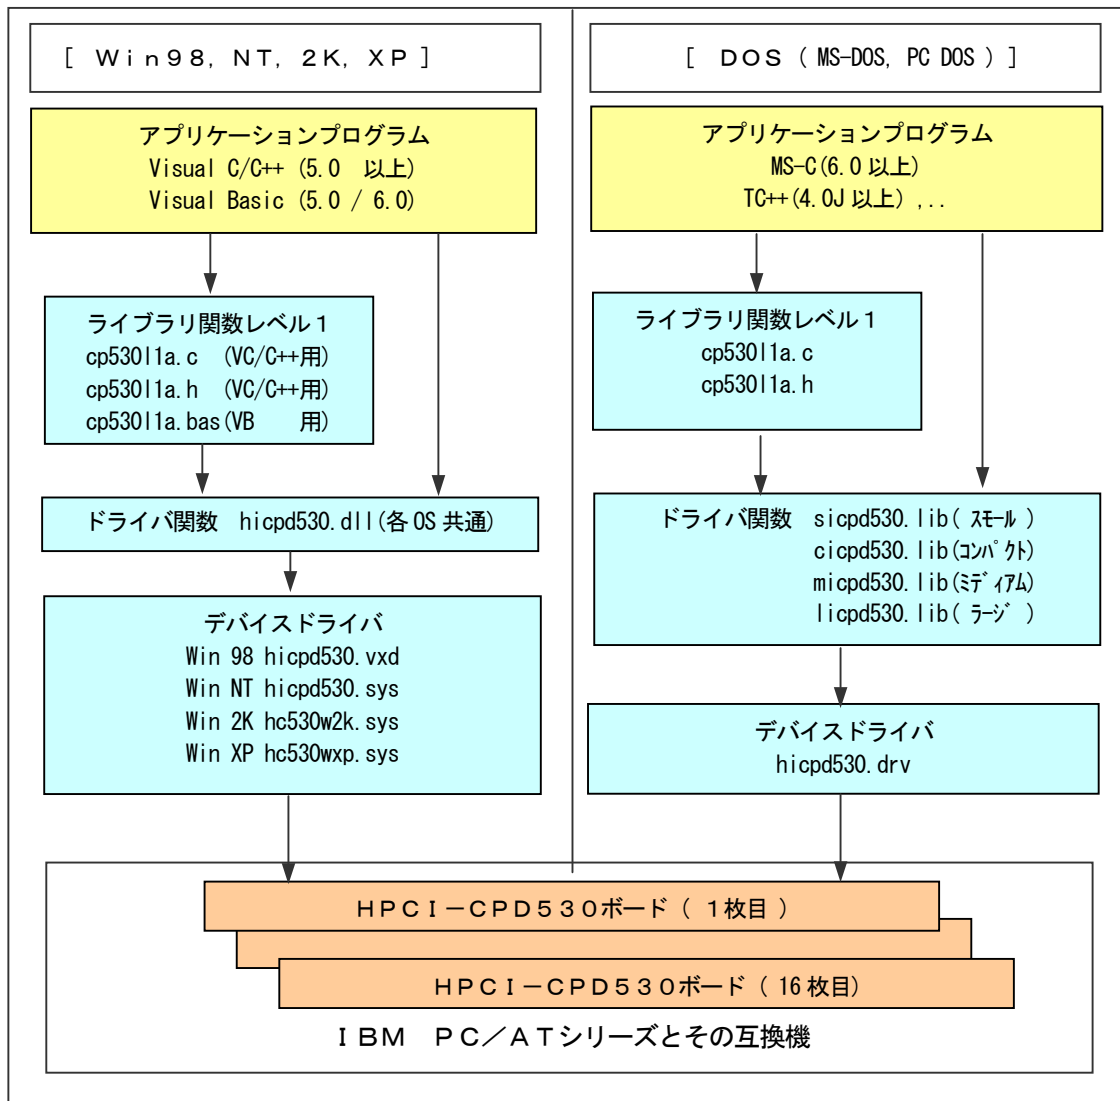 [ Ｗｉｎ９８, ＮＴ, ２Ｋ, ＸＰ ]
アプリケーションプログラム
Visual C/C++ (5.0 以上)
Visual Basic (5.0 / 6.0)
ライブラリ関数レベル１
cp530l1a.c (VC/C++用)
cp530l1a.h (VC/C++用)
cp530l1a.bas(VB 用)
ドライバ関数 hicpd530.dll(各 OS 共通)
デバイスドライバ
Win 98 hicpd530.vxd
Win NT hicpd530.sys
Win 2K hc530w2k.sys
Win XP hc530wxp.sys
[ ＤＯＳ ( MS-DOS, PC DOS ) ]
アプリケーションプログラム
MS-C(6.0 以上)
TC++(4.0J 以上) ,..
ライブラリ関数レベル１
cp530l1a.c
cp530l1a.h
ドライバ関数 sicpd530.lib( ｽﾓｰﾙ )
cicpd530.lib(ｺﾝﾊﾟｸﾄ)
micpd530.lib(ﾐﾃﾞｨｱﾑ)
licpd530.lib( ﾗｰｼﾞ )
デバイスドライバ
hicpd530.drv
ＨＰＣＩ－ＣＰＤ５３０ボード ( １枚目 )
ＨＰＣＩ－ＣＰＤ５３０ボード ( 16 枚目)
ＩＢＭ ＰＣ／ＡＴシリーズとその互換機